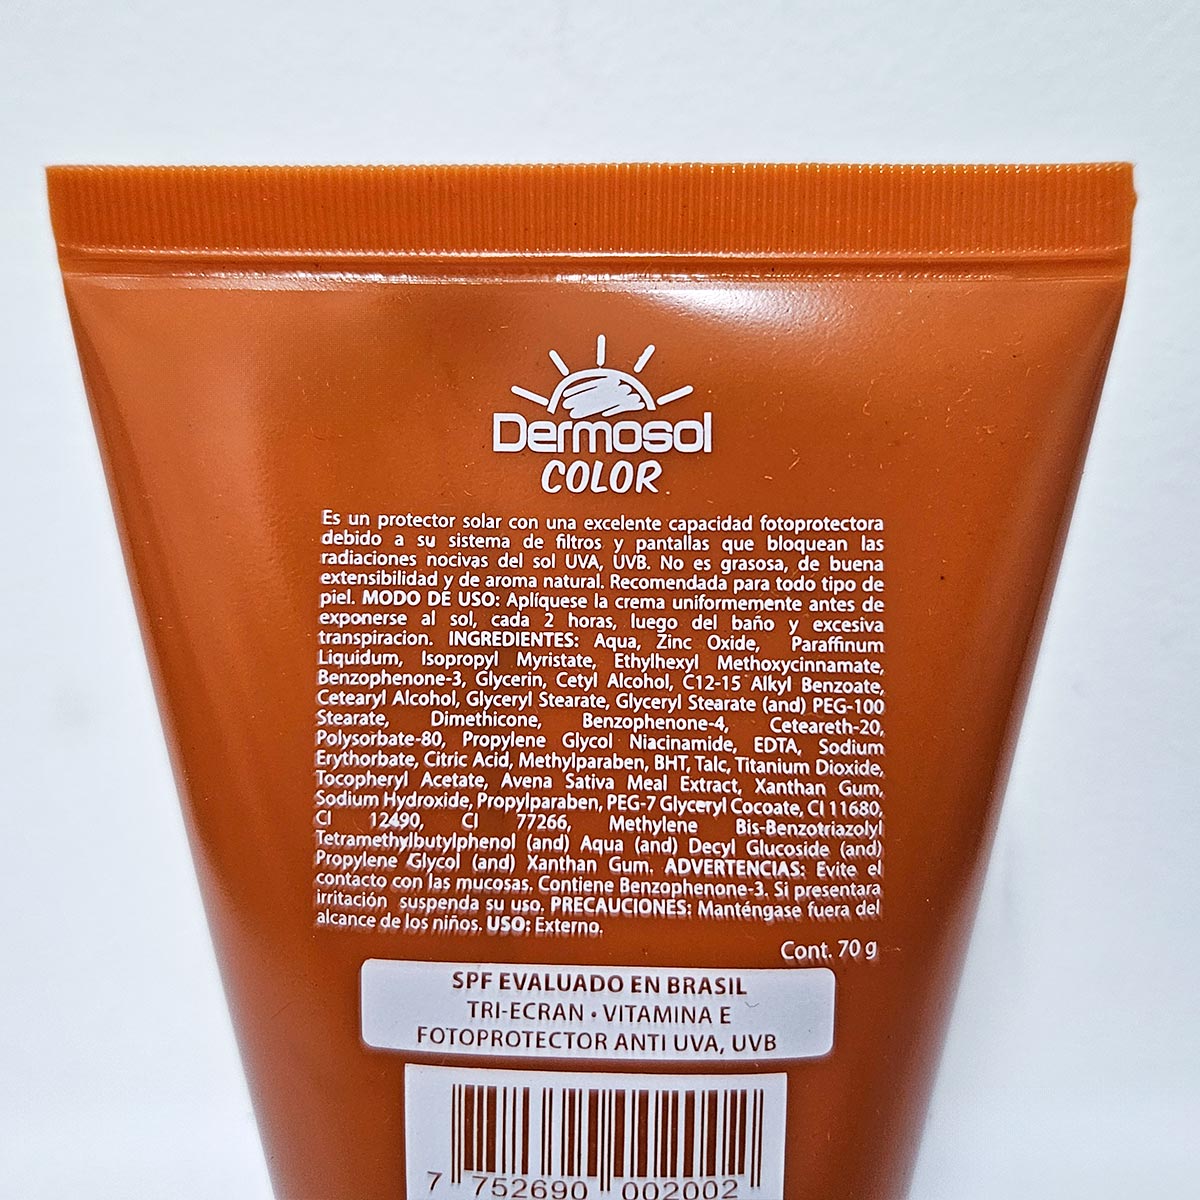 Dermosol
COLOR
Es un protector solar con una excelente capacidad fotoprotectora
debido a su sistema de filtros y pantallas que bloquean las
radiaciones nocivas del sol UVA, UVB. No es grasosa, de buena
extensibilidad y de aroma natural. Recomendada para todo tipo de
piel. MODO DE USO: Aplíquese la crema uniformemente antes de
exponerse al sol, cada 2 horas, luego del baño y excesiva
transpiracion. INGREDIENTES: Aqua, Zinc Oxide, Paraffinum
Liquidum, Isopropyl Myristate, Ethylhexyl Methoxycinnamate,
Benzophenone-3, Glycerin, Cetyl Alcohol, C12-15 Alkyl Benzoate,
Cetearyl Alcohol, Glyceryl Stearate, Glyceryl Stearate (and) PEG-100
Stearate, Dimethicone, Benzophenone-4, Ceteareth-20,
Polysorbate-80, Propylene Glycol Niacinamide, EDTA, Sodium
Erythorbate, Citric Acid, Methylparaben, BHT, Talc, Titanium Dioxide,
Tocopheryl Acetate, Avena Sativa Meal Extract, Xanthan Gum,
Sodium Hydroxide, Propylparaben, PEG-7 Glyceryl Cocoate, CI 11680,
CI 12490, CI 77266, Methylene Bis-Benzotriazolyl
Tetramethylbutylphenol (and) Aqua (and) Decyl Glucoside (and)
Propylene Glycol (and) Xanthan Gum. ADVERTENCIAS: Evite el
contacto con las mucosas. Contiene Benzophenone-3. Si presentara
irritación suspenda su uso. PRECAUCIONES: Manténgase fuera del
alcance de los niños. USO: Externo.
Cont. 70 g
SPF EVALUADO EN BRASIL
TRI-ECRAN • VITAMINA E
FOTOPROTECTOR ANTI UVA, UVB
7 752690 002002